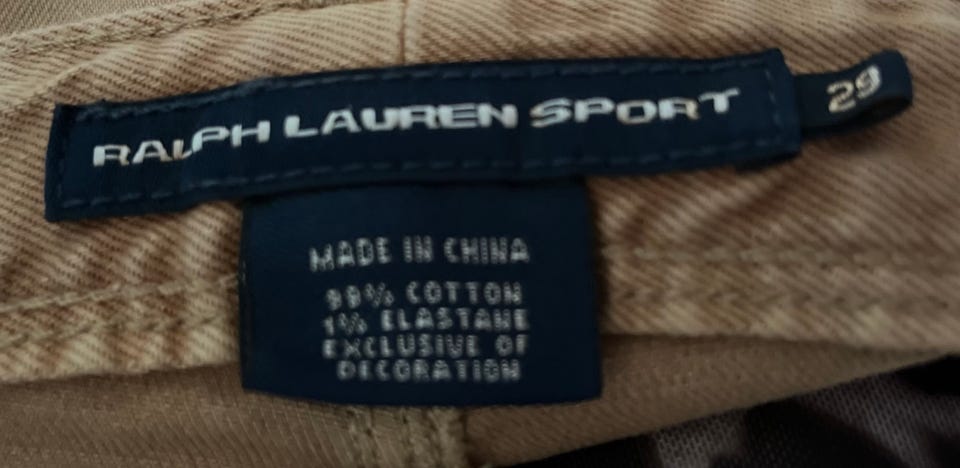 RALPH LAUREN SPORT
29
MADE IN CHINA
99% COTTON
1% ELASTANE
EXCLUSIVE OF
DECORATION